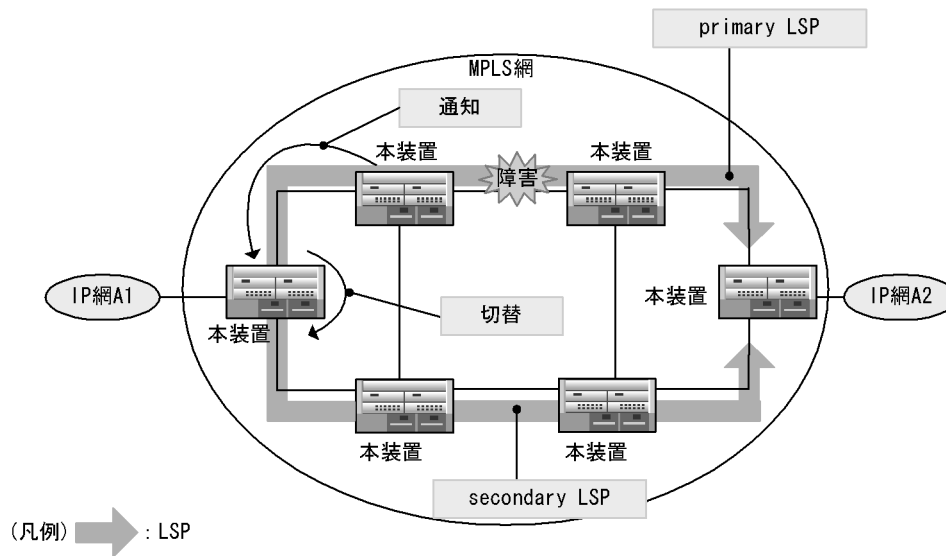 primary LSP
MPLS網
通知
本装置
本装置
障害
IP網A1
本装置
切替
本装置
IP網A2
本装置
本装置
secondary LSP
(凡例) : LSP